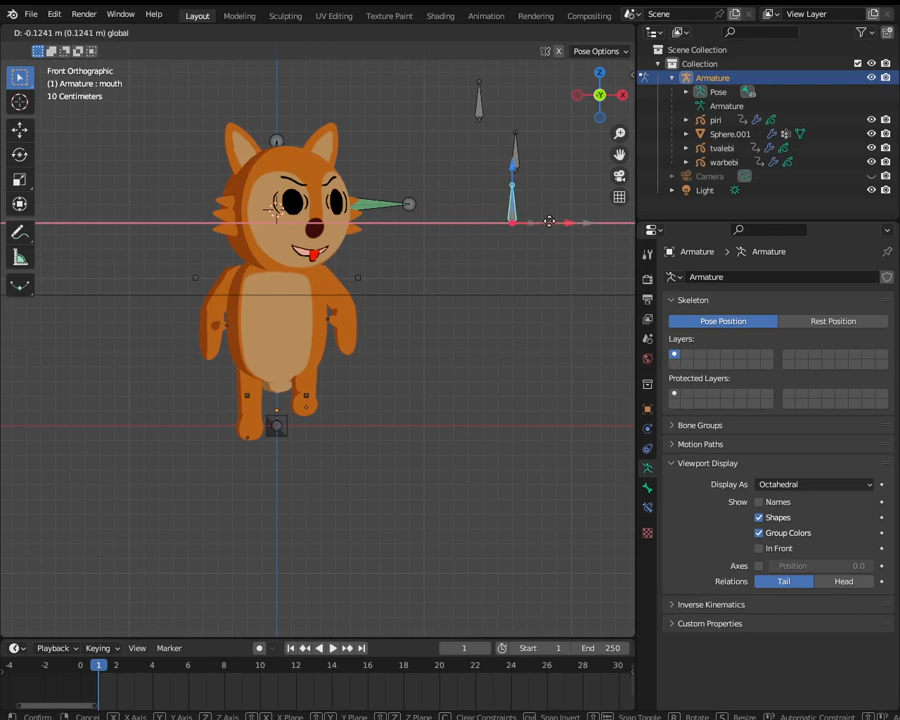 File Edit Render Window Help Layout Modeling Sculpting UV Editing Texture Paint Shading Animation Rendering Compositing Scene View Layer
D: -0.1241 m (0.1241 m) global
X Pose Options
Front Orthographic
(1) Armature : mouth
10 Centimeters
Z
-Y
X
Scene Collection
Collection
Armature
Pose
Armature
piri
Sphere.001
tvalebi
warbebi
Camera
Light
Armature Armature
Armature
Skeleton
Pose Position Rest Position
Layers:
Protected Layers:
Bone Groups
Motion Paths
Viewport Display
Display As Octahedral
Show Names
Shapes
Group Colors
In Front
Axes Position 0.0
Relations Tail Head
Inverse Kinematics
Custom Properties
Playback Keying View Marker 1 Start 1 End 250
-4 -2 0 1 2 4 6 8 10 12 14 16 18 20 22 24 26 28 30
Confirm Cancel X Axis Y Axis Z Axis X Plane Y Plane Z Plane Clear Constraints Snap Invert Snap Toggle Move Rotate Resize